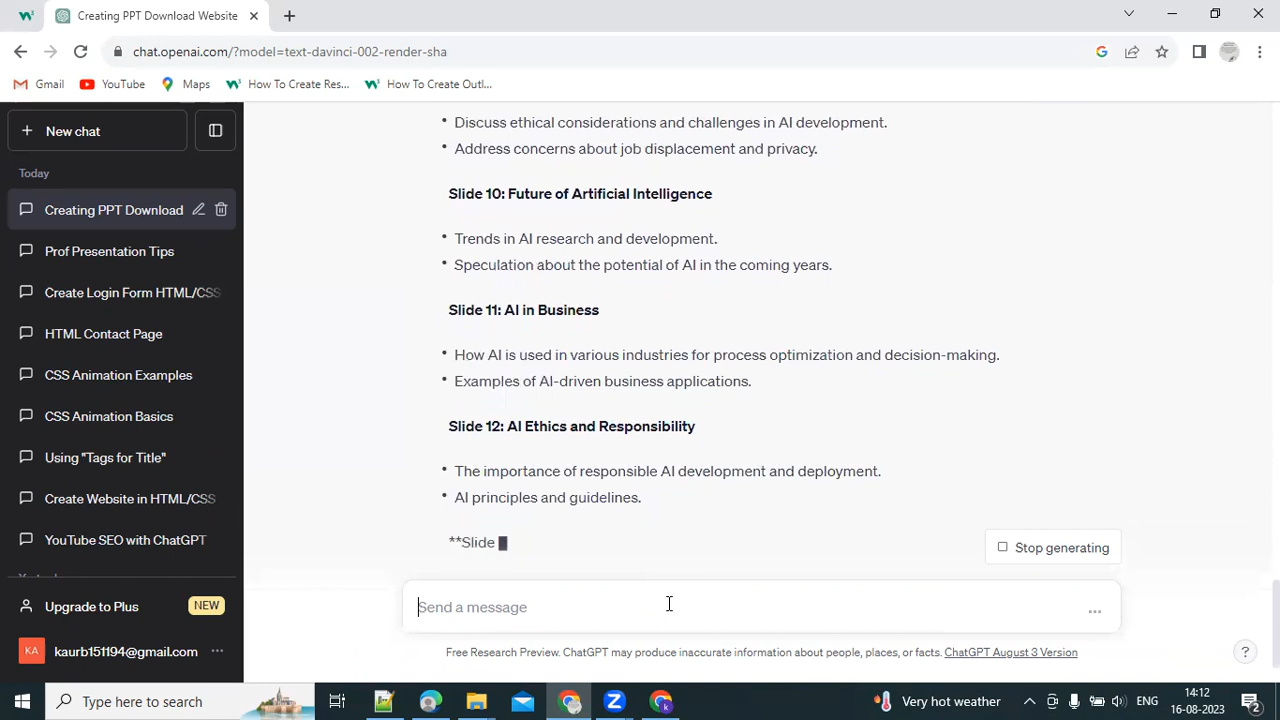 Creating PPT Download Website
chat.openai.com/?model=text-davinci-002-render-sha
Gmail YouTube Maps How To Create Res... How To Create Outl...
New chat
Today
Creating PPT Download
Prof Presentation Tips
Create Login Form HTML/CSS
HTML Contact Page
CSS Animation Examples
CSS Animation Basics
Using "Tags for Title"
Create Website in HTML/CSS
YouTube SEO with ChatGPT
Upgrade to Plus NEW
KA kaurb151194@gmail.com
• Discuss ethical considerations and challenges in AI development.
• Address concerns about job displacement and privacy.
Slide 10: Future of Artificial Intelligence
• Trends in AI research and development.
• Speculation about the potential of AI in the coming years.
Slide 11: AI in Business
• How AI is used in various industries for process optimization and decision-making.
• Examples of AI-driven business applications.
Slide 12: AI Ethics and Responsibility
• The importance of responsible AI development and deployment.
• AI principles and guidelines.
**Slide
Stop generating
Send a message
Free Research Preview. ChatGPT may produce inaccurate information about people, places, or facts. ChatGPT August 3 Version
?
Type here to search
Very hot weather
ENG
14:12
16-08-2023
2